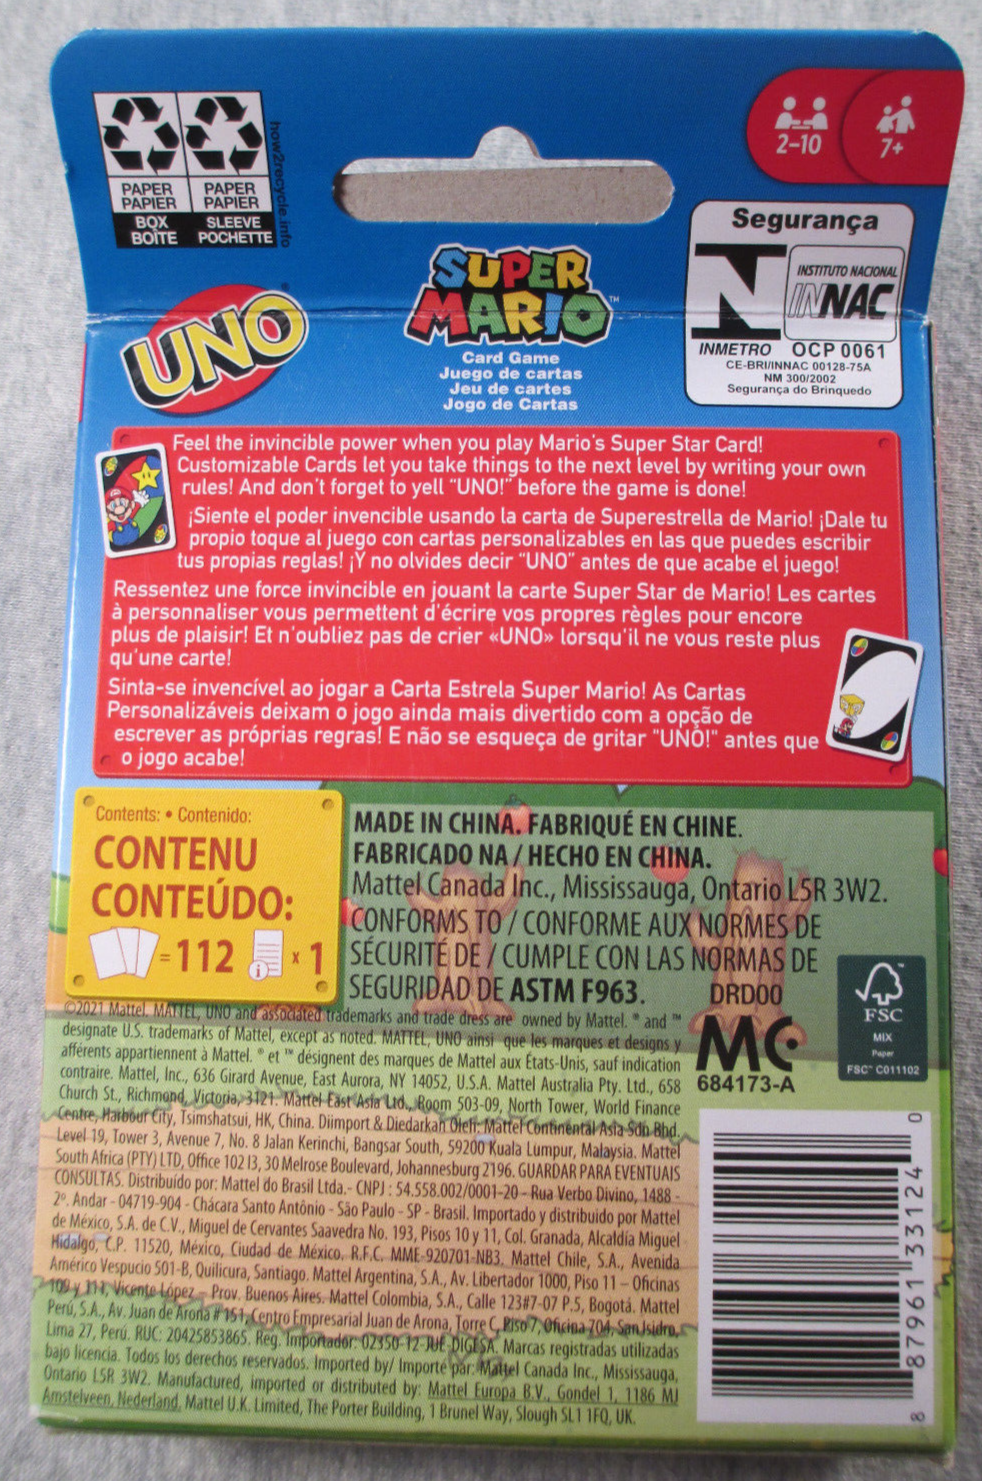 PAPER PAPER
PAPIER PAPIER
BOX SLEEVE
BOÎTE POCHETTE
how2recycle.info
2-10
7+
UNO
SUPER
MARIO™
Card Game
Juego de cartas
Jeu de cartes
Jogo de Cartas
Segurança
INSTITUTO NACIONAL
INNAC
INMETRO OCP 0061
CE-BRI/INNAC 00128-75A
NM 300/2002
Segurança do Brinquedo
Feel the invincible power when you play Mario's Super Star Card!
Customizable Cards let you take things to the next level by writing your own
rules! And don't forget to yell "UNO!" before the game is done!
¡Siente el poder invencible usando la carta de Superestrella de Mario! ¡Dale tu
propio toque al juego con cartas personalizables en las que puedes escribir
tus propias reglas! ¡Y no olvides decir "UNO" antes de que acabe el juego!
Ressentez une force invincible en jouant la carte Super Star de Mario! Les cartes
à personnaliser vous permettent d'écrire vos propres règles pour encore
plus de plaisir! Et n'oubliez pas de crier «UNO» lorsqu'il ne vous reste plus
qu'une carte!
Sinta-se invencível ao jogar a Carta Estrela Super Mario! As Cartas
Personalizáveis deixam o jogo ainda mais divertido com a opção de
escrever as próprias regras! E não se esqueça de gritar "UNO!" antes que
o jogo acabe!
Contents: • Contenido:
CONTENU
CONTEÚDO:
=112 i x 1
MADE IN CHINA. FABRIQUÉ EN CHINE.
FABRICADO NA / HECHO EN CHINA.
Mattel Canada Inc., Mississauga, Ontario L5R 3W2.
CONFORMS TO / CONFORME AUX NORMES DE
SÉCURITÉ DE / CUMPLE CON LAS NORMAS DE
SEGURIDAD DE ASTM F963.
DRD00
MC
684173-A
FSC
MIX
Paper
FSC™ C011102
©2021 Mattel. MATTEL, UNO and associated trademarks and trade dress are owned by Mattel. ® and ™
designate U.S. trademarks of Mattel, except as noted. MATTEL, UNO ainsi que les marques et designs y
afférents appartiennent à Mattel. ® et ™ désignent des marques de Mattel aux États-Unis, sauf indication
contraire. Mattel, Inc., 636 Girard Avenue, East Aurora, NY 14052, U.S.A. Mattel Australia Pty. Ltd., 658
Church St., Richmond, Victoria, 3121. Mattel East Asia Ltd., Room 503-09, North Tower, World Finance
Centre, Harbour City, Tsimshatsui, HK, China. Diimport & Diedarkan Oleh: Mattel Continental Asia Sdn Bhd.
Level 19, Tower 3, Avenue 7, No. 8 Jalan Kerinchi, Bangsar South, 59200 Kuala Lumpur, Malaysia. Mattel
South Africa (PTY) LTD, Office 102 I3, 30 Melrose Boulevard, Johannesburg 2196. GUARDAR PARA EVENTUAIS
CONSULTAS. Distribuído por: Mattel do Brasil Ltda.- CNPJ : 54.558.002/0001-20 - Rua Verbo Divino, 1488 -
2º. Andar - 04719-904 - Chácara Santo Antônio - São Paulo - SP - Brasil. Importado y distribuido por Mattel
de México, S.A. de C.V., Miguel de Cervantes Saavedra No. 193, Pisos 10 y 11, Col. Granada, Alcaldía Miguel
Hidalgo, C.P. 11520, México, Ciudad de México. R.F.C. MME-920701-NB3. Mattel Chile, S.A., Avenida
Américo Vespucio 501-B, Quilicura, Santiago. Mattel Argentina, S.A., Av. Libertador 1000, Piso 11 – Oficinas
109 y 111, Vicente López – Prov. Buenos Aires. Mattel Colombia, S.A., Calle 123#7-07 P.5, Bogotá. Mattel
Perú, S.A., Av. Juan de Arona # 151, Centro Empresarial Juan de Arona, Torre C, Piso 7, Oficina 704, San Isidro,
Lima 27, Perú. RUC: 20425853865. Reg. Importador: 02350-12-JUE-DIGESA. Marcas registradas utilizadas
bajo licencia. Todos los derechos reservados. Imported by/ Importé par: Mattel Canada Inc., Mississauga,
Ontario L5R 3W2. Manufactured, imported or distributed by: Mattel Europa B.V., Gondel 1, 1186 MJ
Amstelveen, Nederland. Mattel U.K. Limited, The Porter Building, 1 Brunel Way, Slough SL1 1FQ, UK.
8 87961 33124 0